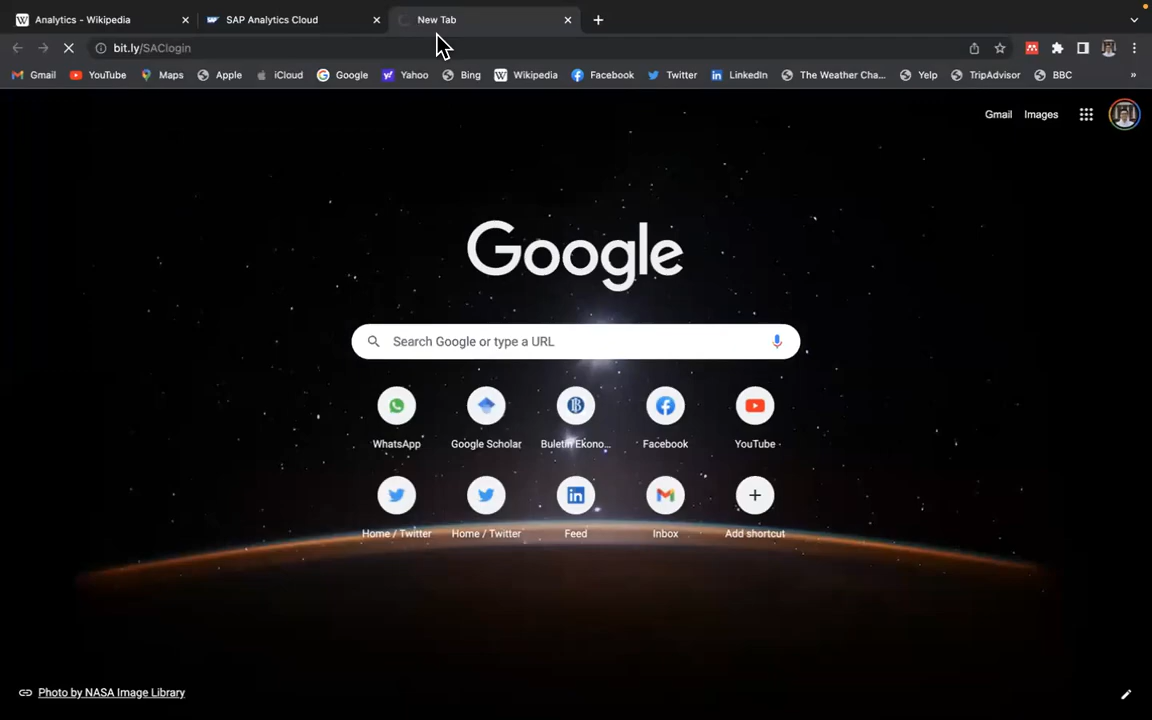 Analytics - Wikipedia
SAP Analytics Cloud
New Tab
bit.ly/SAClogin
Gmail
YouTube
Maps
Apple
iCloud
Google
Yahoo
Bing
Wikipedia
Facebook
Twitter
LinkedIn
The Weather Cha...
Yelp
TripAdvisor
BBC
»
Gmail
Images
Google
Search Google or type a URL
WhatsApp
Google Scholar
Buletin Ekono...
Facebook
YouTube
Home / Twitter
Home / Twitter
Feed
Inbox
Add shortcut
Photo by NASA Image Library